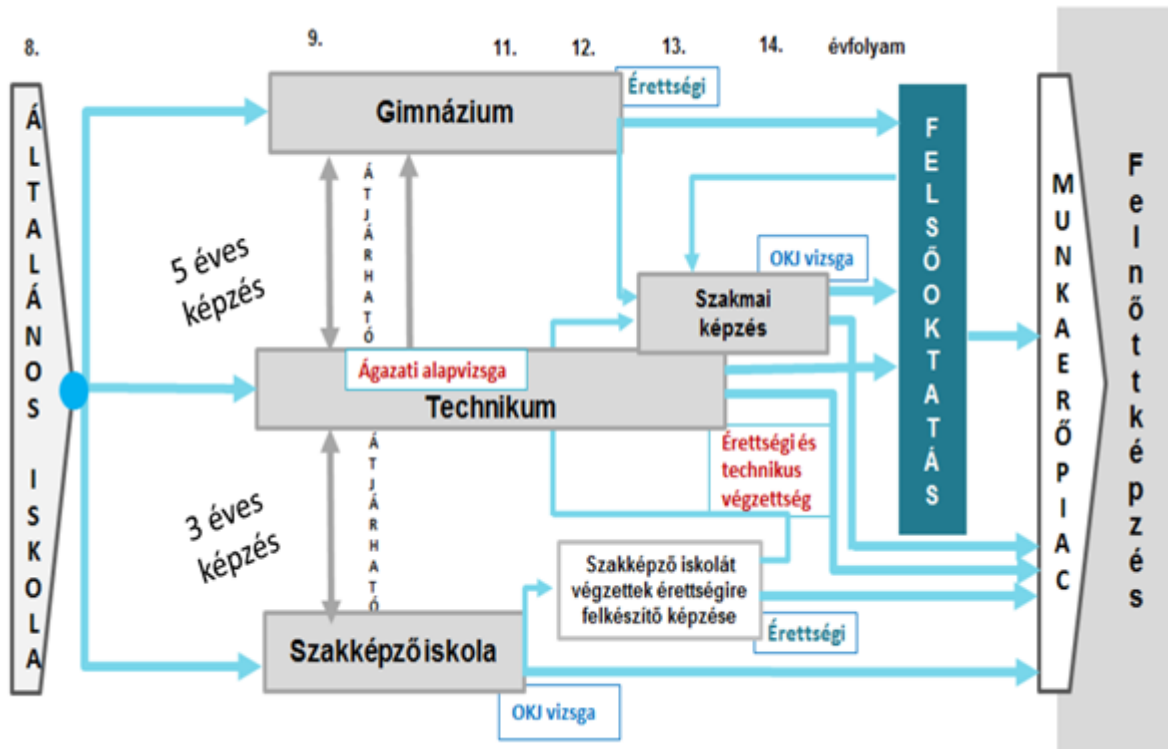 8.
9.
11.
12.
13.
14.
évfolyam
ÁLTALÁNOS ISKOLA
Gimnázium
Érettségi
ÁTJÁRHATÓ
5 éves
képzés
OKJ vizsga
Szakmai
képzés
Ágazati alapvizsga
Technikum
Érettségi és
technikus
végzettség
ÁTJÁRHATÓ
3 éves
képzés
Szakképző iskolát
végzettek érettségire
felkészítő képzése
Érettségi
Szakképző iskola
OKJ vizsga
FELSŐOKTATÁS
MUNKAERŐPIAC
Felnőttképzés